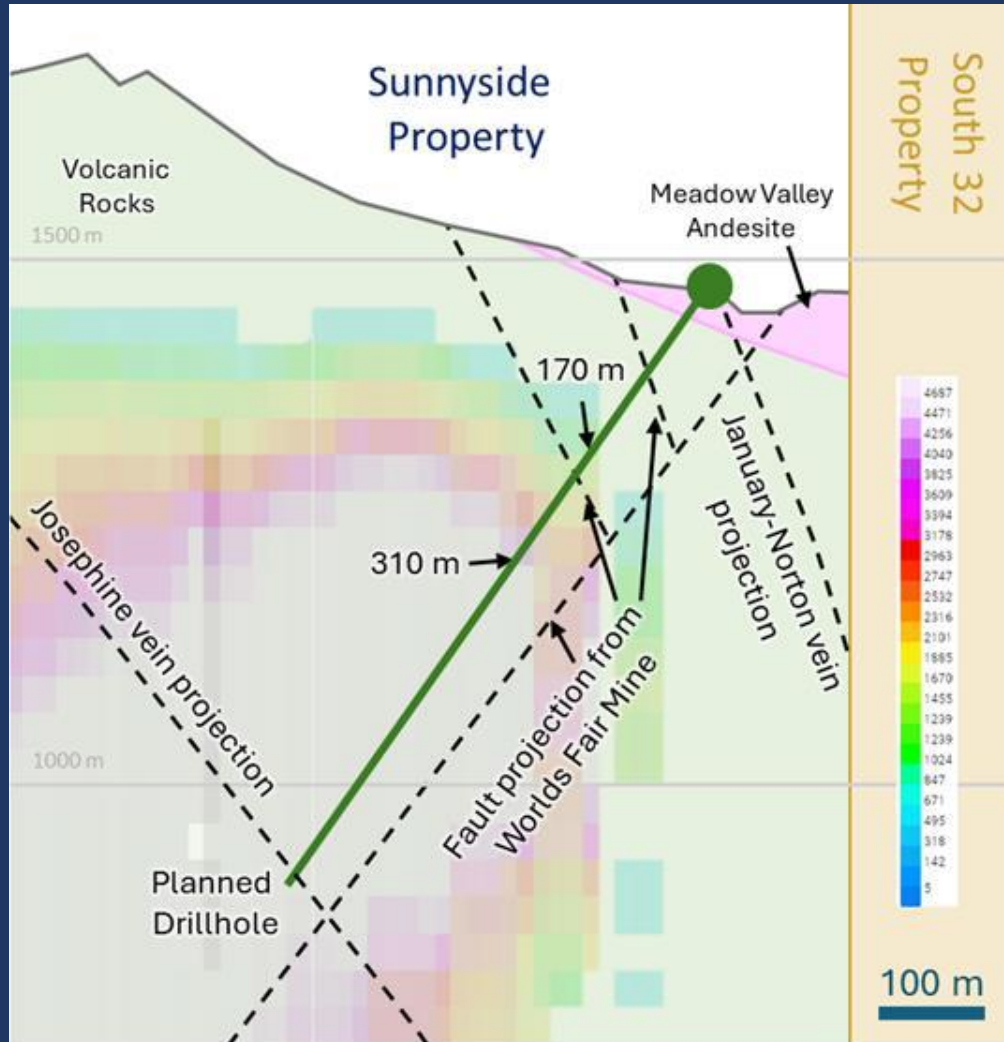 Sunnyside
Property
South 32
Property
Volcanic
Rocks
Meadow Valley
Andesite
1500 m
170 m
310 m
January-Norton vein
projection
Josephine vein projection
Fault projection from
Worlds Fair Mine
1000 m
Planned
Drillhole
4687
4471
4256
4040
3825
3609
3394
3178
2963
2747
2532
2316
2101
1885
1670
1455
1239
1239
1024
847
671
495
318
142
5
100 m